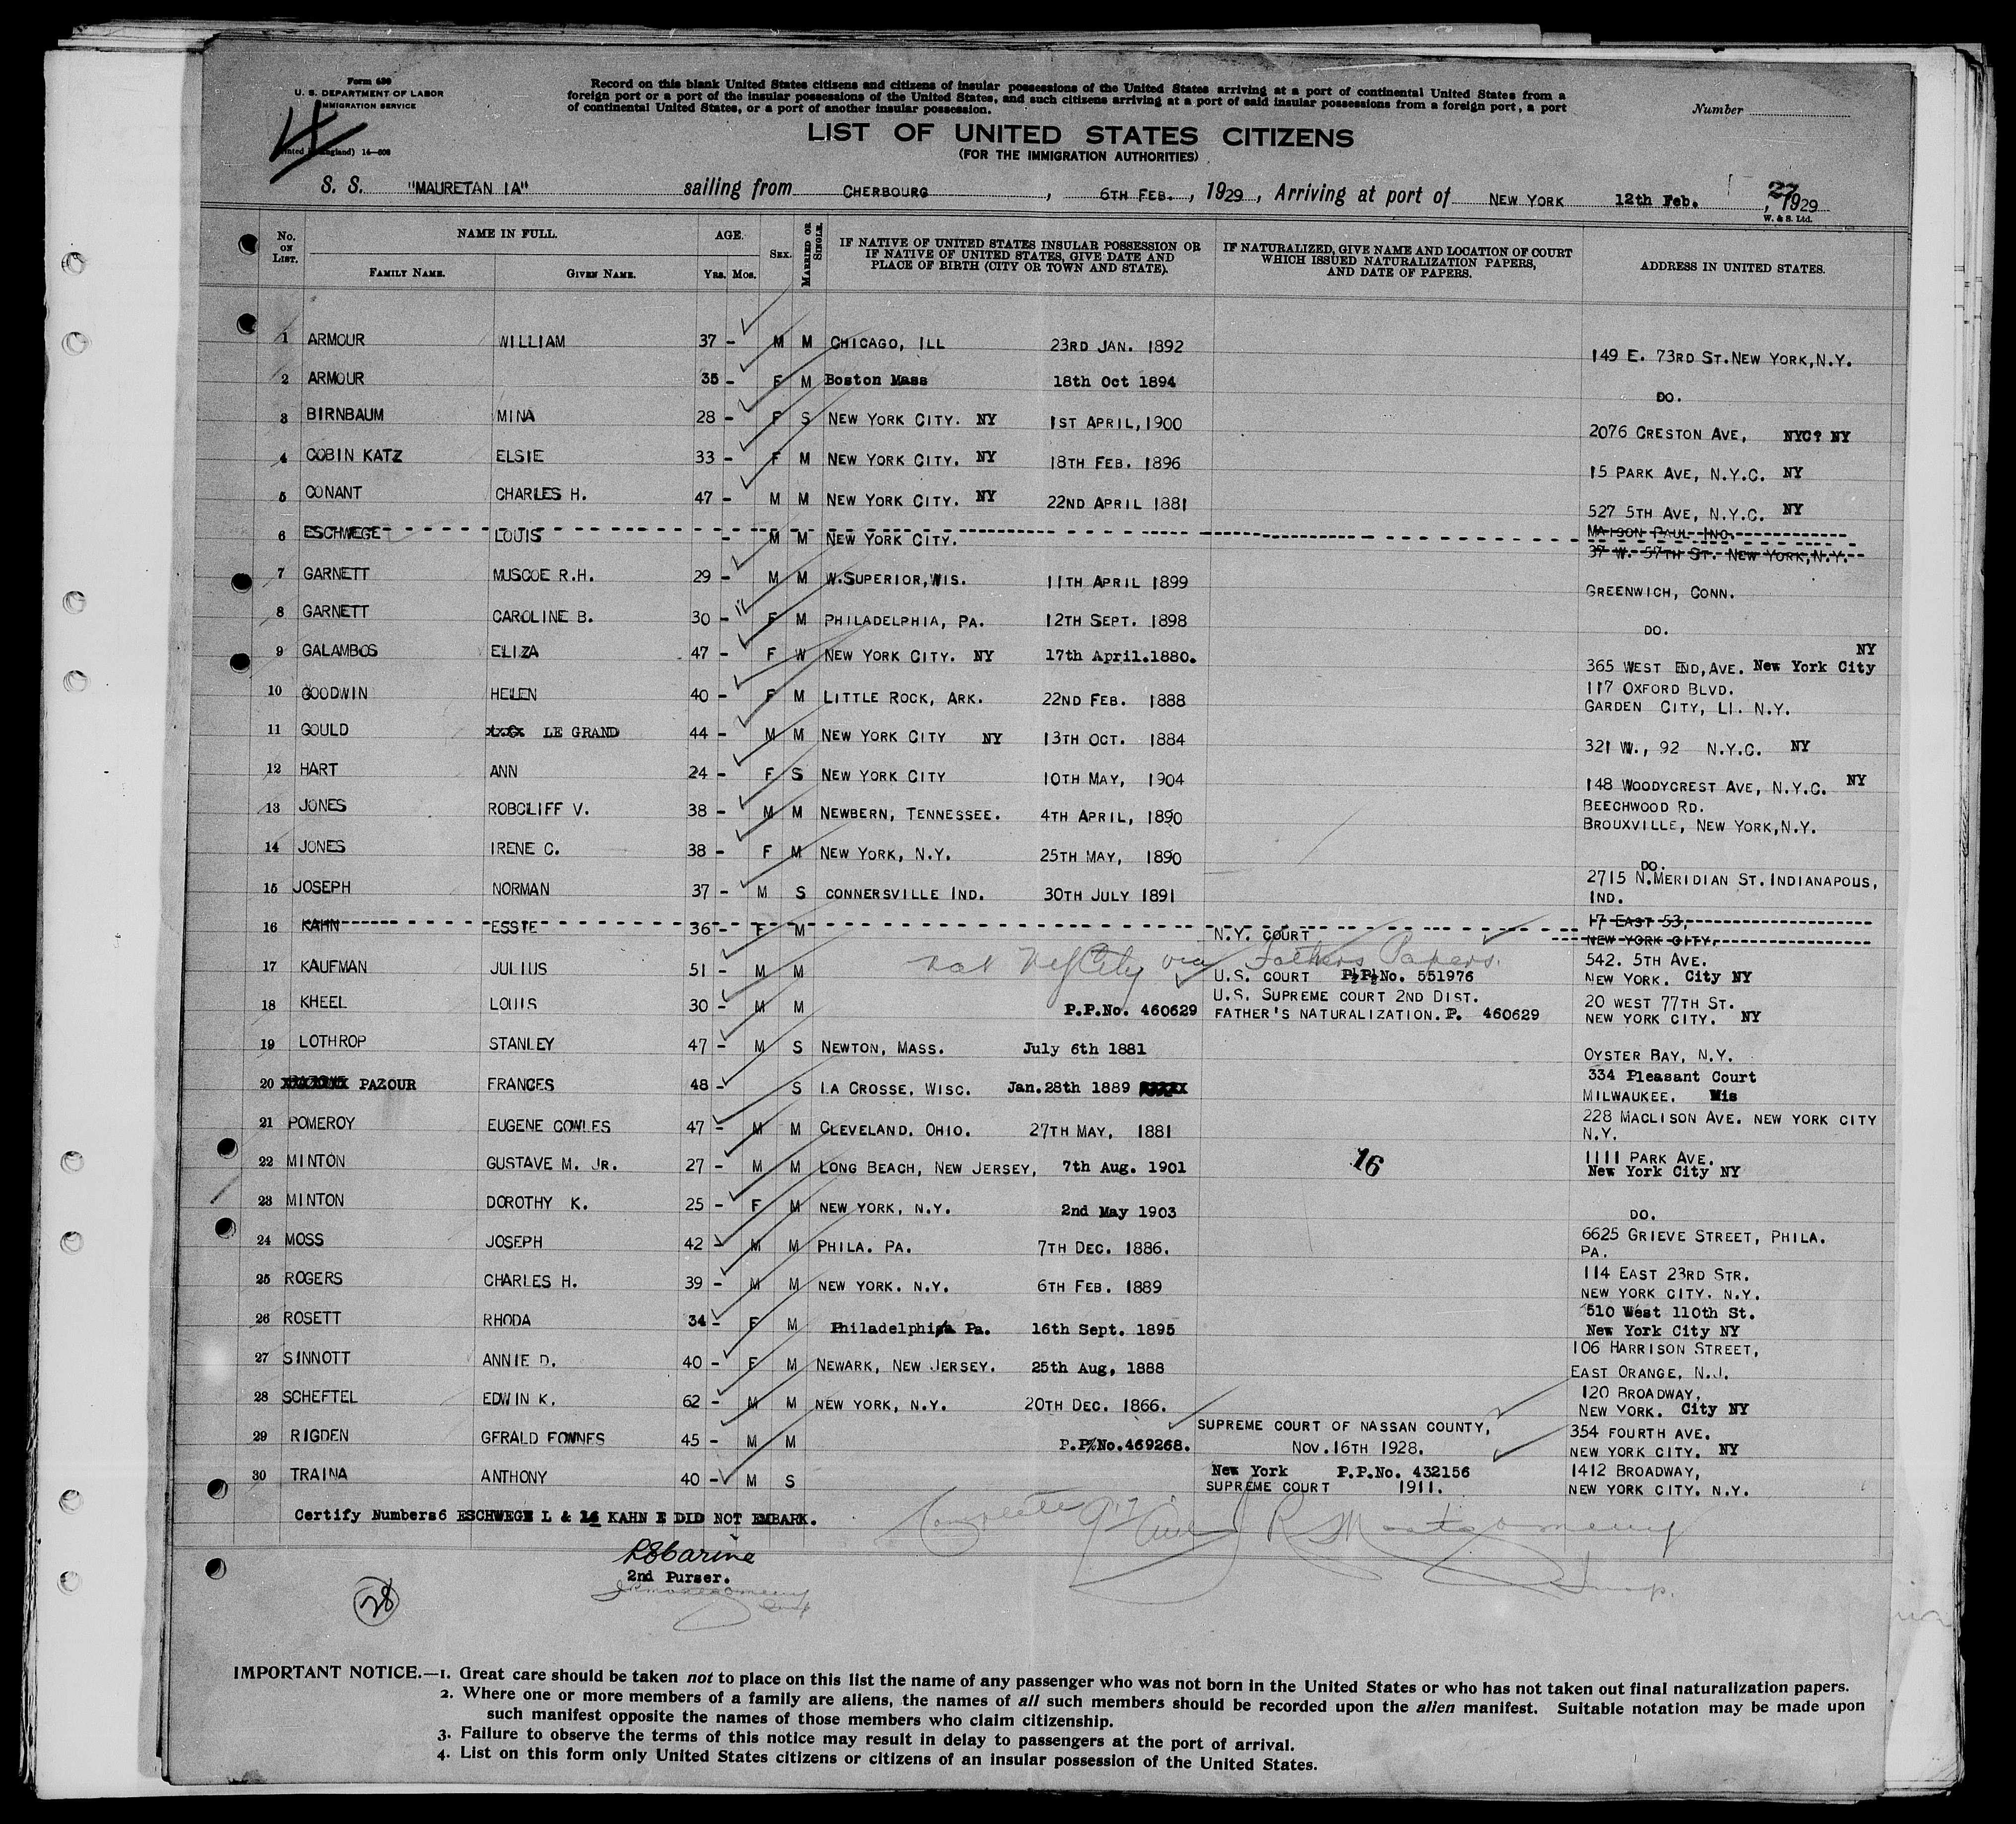 Form 630
U. S. DEPARTMENT OF LABOR
IMMIGRATION SERVICE
Record on this blank United States citizens and citizens of insular possessions of the United States arriving at a port of continental United States from a
foreign port or a port of the insular possessions of the United States, and such citizens arriving at a port of said insular possessions from a foreign port, a port
of continental United States, or a port of another insular possession.
Number
LIST OF UNITED STATES CITIZENS
(FOR THE IMMIGRATION AUTHORITIES)
S. S. "MAURETAN IA" sailing from CHERBOURG, 6TH FEB., 1929, Arriving at port of NEW YORK 12th Feb. 27, 1929
W. & S. Ltd.
No. ON LIST. NAME IN FULL. FAMILY NAME. GIVEN NAME. AGE. Yrs. Mos. SEX. MARRIED OR SINGLE. IF NATIVE OF UNITED STATES INSULAR POSSESSION OR IF NATIVE OF UNITED STATES, GIVE DATE AND PLACE OF BIRTH (CITY OR TOWN AND STATE). IF NATURALIZED, GIVE NAME AND LOCATION OF COURT WHICH ISSUED NATURALIZATION PAPERS, AND DATE OF PAPERS. ADDRESS IN UNITED STATES.
1 ARMOUR WILLIAM 37 - M M CHICAGO, ILL 23RD JAN. 1892 149 E. 73RD ST. NEW YORK, N.Y.
2 ARMOUR 35 - F M Boston Mass 18th Oct 1894 DO.
3 BIRNBAUM MINA 28 - F S NEW YORK CITY. NY 1ST APRIL, 1900 2076 CRESTON AVE, NYC? NY
4 COBIN KATZ ELSIE 33 - F M NEW YORK CITY. NY 18TH FEB. 1896 15 PARK AVE, N.Y.C. NY
5 CONANT CHARLES H. 47 - M M NEW YORK CITY. NY 22ND APRIL 1881 527 5TH AVE, N.Y.C. NY
6 ESCHWEGE LOUIS - M M NEW YORK CITY. MAISON PAUL INC.
37 W. 57TH ST. NEW YORK, N.Y.
7 GARNETT MUSCOE R.H. 29 - M M W.SUPERIOR, WIS. 11TH APRIL 1899 GREENWICH, CONN.
8 GARNETT CAROLINE B. 30 - F M PHILADELPHIA, PA. 12TH SEPT. 1898 DO.
9 GALAMBOS ELIZA 47 - F W NEW YORK CITY. NY 17th April.1880. 365 WEST END, AVE. New York City NY
10 GOODWIN HELEN 40 - F M LITTLE ROCK, ARK. 22ND FEB. 1888 117 OXFORD BLVD.
GARDEN CITY, LI. N.Y.
11 GOULD LE GRAND 44 - M M NEW YORK CITY NY 13TH OCT. 1884 321 W., 92 N.Y.C. NY
12 HART ANN 24 - F S NEW YORK CITY 10TH MAY, 1904 148 WOODYCREST AVE, N.Y.C. NY
13 JONES ROBCLIFF V. 38 - M M NEWBERN, TENNESSEE. 4TH APRIL, 1890 BEECHWOOD RD.
BROUXVILLE, NEW YORK, N.Y.
14 JONES IRENE C. 38 - F M NEW YORK, N.Y. 25TH MAY, 1890 DO.
15 JOSEPH NORMAN 37 - M S CONNERSVILLE IND. 30TH JULY 1891 2715 N.MERIDIAN ST. INDIANAPOUS,
IND.
16 KAHN ESSIE 36 - F M N.Y. COURT 17 EAST 53,
NEW YORK CITY,
17 KAUFMAN JULIUS 51 - M M Fathers Papers. U.S. COURT P.P.No. 551976 542. 5TH AVE.
NEW YORK. City NY
18 KHEEL LOUIS 30 - M M P.P.No. 460629 U.S. SUPREME COURT 2ND DIST.
FATHER'S NATURALIZATION. P. 460629 20 WEST 77TH ST.
NEW YORK CITY. NY
19 LOTHROP STANLEY 47 - M S NEWTON, MASS. July 6th 1881 OYSTER BAY, N.Y.
20 PAZOUR FRANCES 48 - S LA CROSSE, WISC. Jan.28th 1889 334 Pleasant Court
MILWAUKEE. Wis
21 POMEROY EUGENE COWLES 47 - M M CLEVELAND, OHIO. 27TH MAY, 1881 228 MACLISON AVE. NEW YORK CITY
N.Y.
22 MINTON GUSTAVE M. JR. 27 - M M LONG BEACH, NEW JERSEY, 7th Aug. 1901 16 1111 PARK AVE.
New York City NY
23 MINTON DOROTHY K. 25 - F M NEW YORK, N.Y. 2nd May 1903 DO.
24 MOSS JOSEPH 42 - M M PHILA. PA. 7TH DEC. 1886. 6625 GRIEVE STREET, PHILA.
PA.
25 ROGERS CHARLES H. 39 - M M NEW YORK. N.Y. 6TH FEB. 1889 114 EAST 23RD STR.
NEW YORK CITY. N.Y.
26 ROSETT RHODA 34 - F M Philadelphia Pa. 16th Sept. 1895 510 West 110th St.
New York City NY
27 SINNOTT ANNIE D. 40 - F M NEWARK, NEW JERSEY. 25th Aug, 1888 106 HARRISON STREET,
EAST ORANGE, N.J.
28 SCHEFTEL EDWIN K. 62 - M M NEW YORK, N.Y. 20TH DEC. 1866. 120 BROADWAY,
NEW YORK. City NY
29 RIGDEN GERALD FOWNES 45 - M M P.P.No.469268. SUPREME COURT OF NASSAN COUNTY,
NOV. 16TH 1928. 354 FOURTH AVE.
NEW YORK CITY. NY
30 TRAINA ANTHONY 40 - M S New York P.P.No. 432156
SUPREME COURT 1911. 1412 BROADWAY,
NEW YORK CITY. N.Y.
Certify Numbers6 ESCHWEGE L & 16 KAHN E DID NOT EMBARK.
2nd Purser.
28
IMPORTANT NOTICE.—1. Great care should be taken not to place on this list the name of any passenger who was not born in the United States or who has not taken out final naturalization papers.
2. Where one or more members of a family are aliens, the names of all such members should be recorded upon the alien manifest. Suitable notation may be made upon
such manifest opposite the names of those members who claim citizenship.
3. Failure to observe the terms of this notice may result in delay to passengers at the port of arrival.
4. List on this form only United States citizens or citizens of an insular possession of the United States.